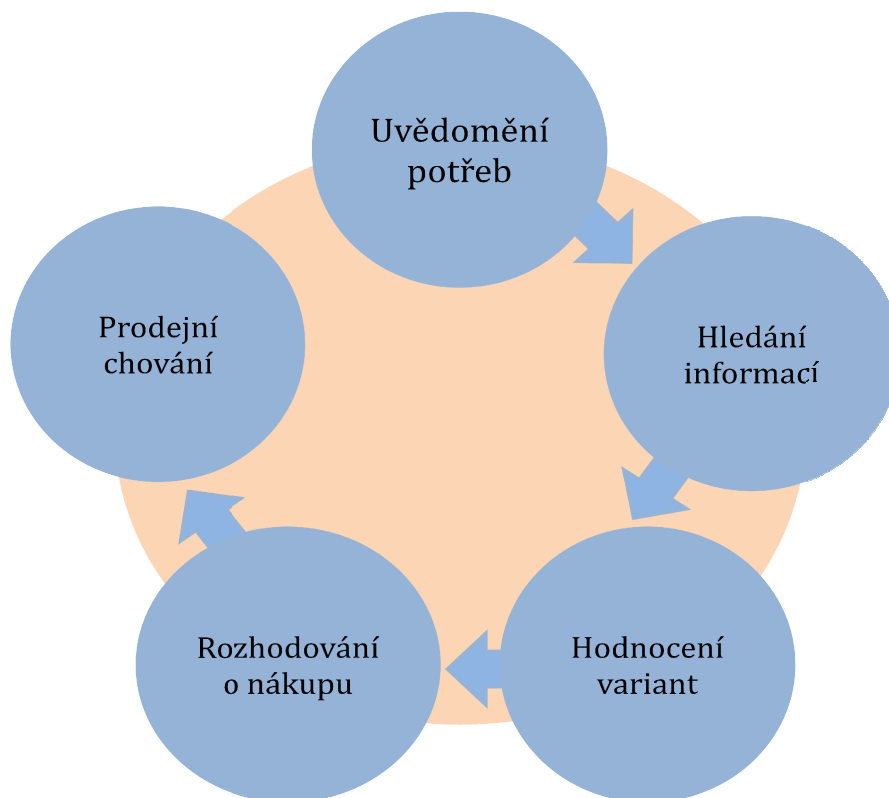 Uvědomění
potřeb
Hledání
informací
Hodnocení
variant
Rozhodování
o nákupu
Prodejní
chování